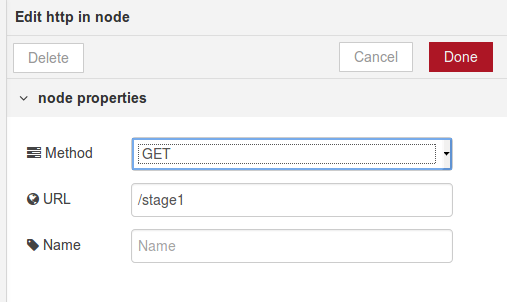 Edit http in node
Delete Cancel Done
node properties
Method GET
URL /stage1
Name Name